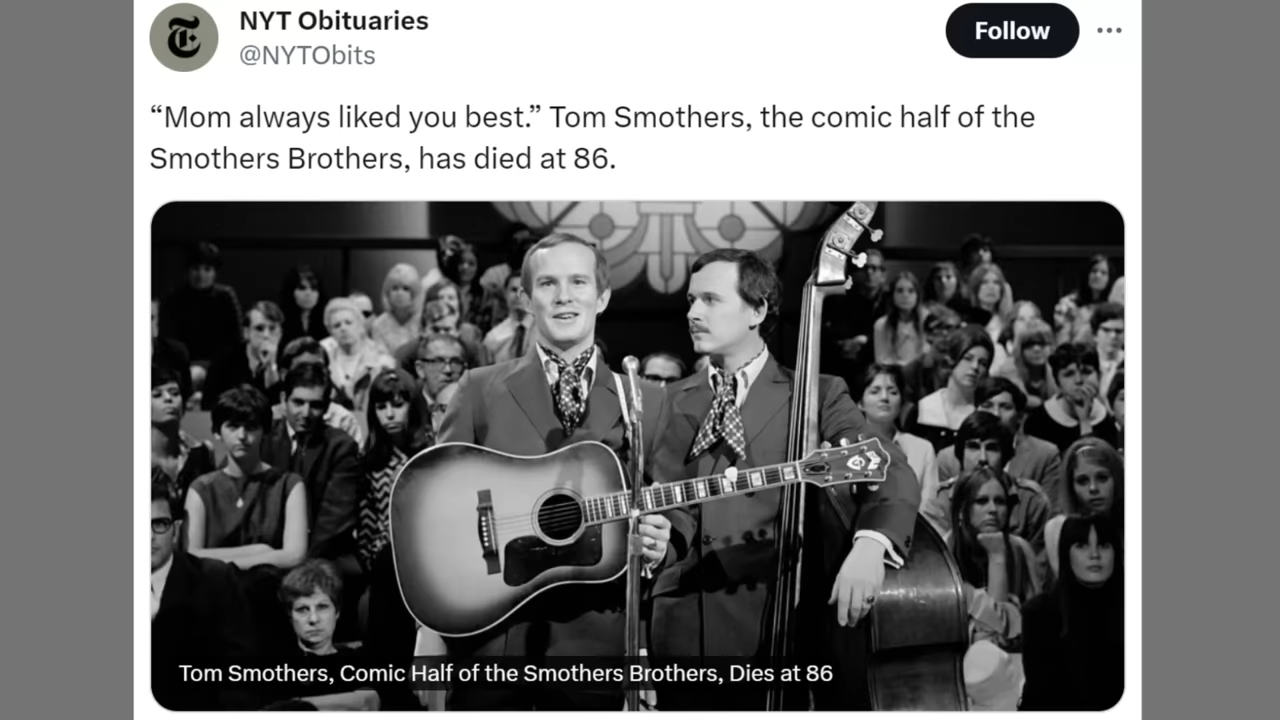 NYT Obituaries
@NYTObits
Follow
“Mom always liked you best.” Tom Smothers, the comic half of the
Smothers Brothers, has died at 86.
Tom Smothers, Comic Half of the Smothers Brothers, Dies at 86